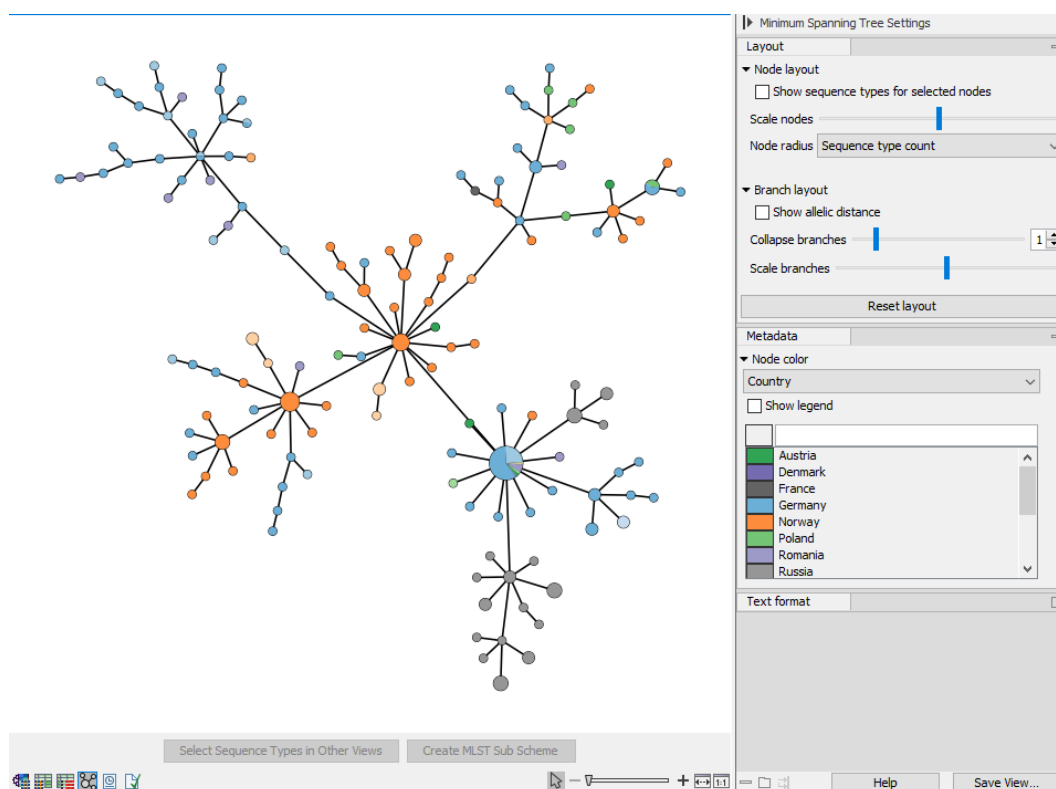 Minimum Spanning Tree Settings
Layout
Node layout
Show sequence types for selected nodes
Scale nodes
Node radius Sequence type count
Branch layout
Show allelic distance
Collapse branches 1
Scale branches
Reset layout
Metadata
Node color
Country
Show legend
Austria
Denmark
France
Germany
Norway
Poland
Romania
Russia
Text format
Select Sequence Types in Other Views Create MLST Sub Scheme
1:1
Help Save View...